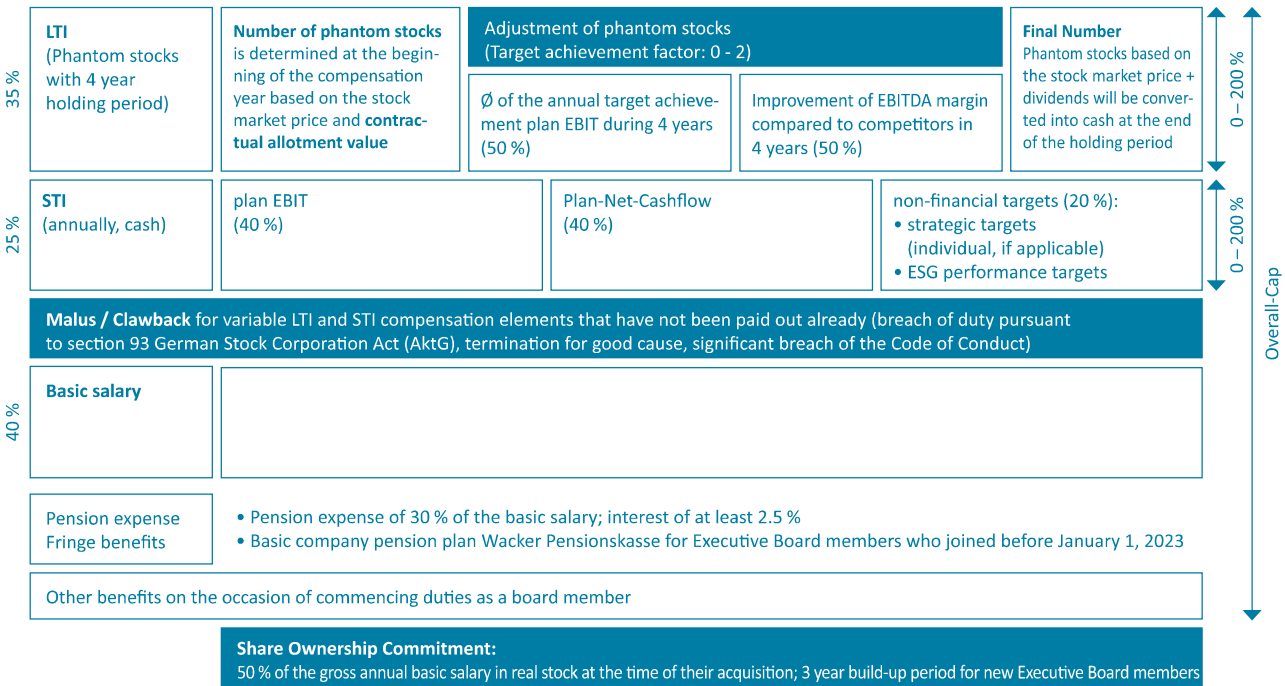 35 %
LTI
(Phantom stocks
with 4 year
holding period)
Number of phantom stocks
is determined at the begin-
ning of the compensation
year based on the stock
market price and contrac-
tual allotment value
Adjustment of phantom stocks
(Target achievement factor: 0 - 2)
Ø of the annual target achieve-
ment plan EBIT during 4 years
(50 %)
Improvement of EBITDA margin
compared to competitors in
4 years (50 %)
Final Number
Phantom stocks based on
the stock market price +
dividends will be conver-
ted into cash at the end
of the holding period
0 – 200 %
25 %
STI
(annually, cash)
plan EBIT
(40 %)
Plan-Net-Cashflow
(40 %)
non-financial targets (20 %):
• strategic targets
(individual, if applicable)
• ESG performance targets
0 – 200 %
Overall-Cap
Malus / Clawback for variable LTI and STI compensation elements that have not been paid out already (breach of duty pursuant
to section 93 German Stock Corporation Act (AktG), termination for good cause, significant breach of the Code of Conduct)
40 %
Basic salary
Pension expense
Fringe benefits
• Pension expense of 30 % of the basic salary; interest of at least 2.5 %
• Basic company pension plan Wacker Pensionskasse for Executive Board members who joined before January 1, 2023
Other benefits on the occasion of commencing duties as a board member
Share Ownership Commitment:
50 % of the gross annual basic salary in real stock at the time of their acquisition; 3 year build-up period for new Executive Board members